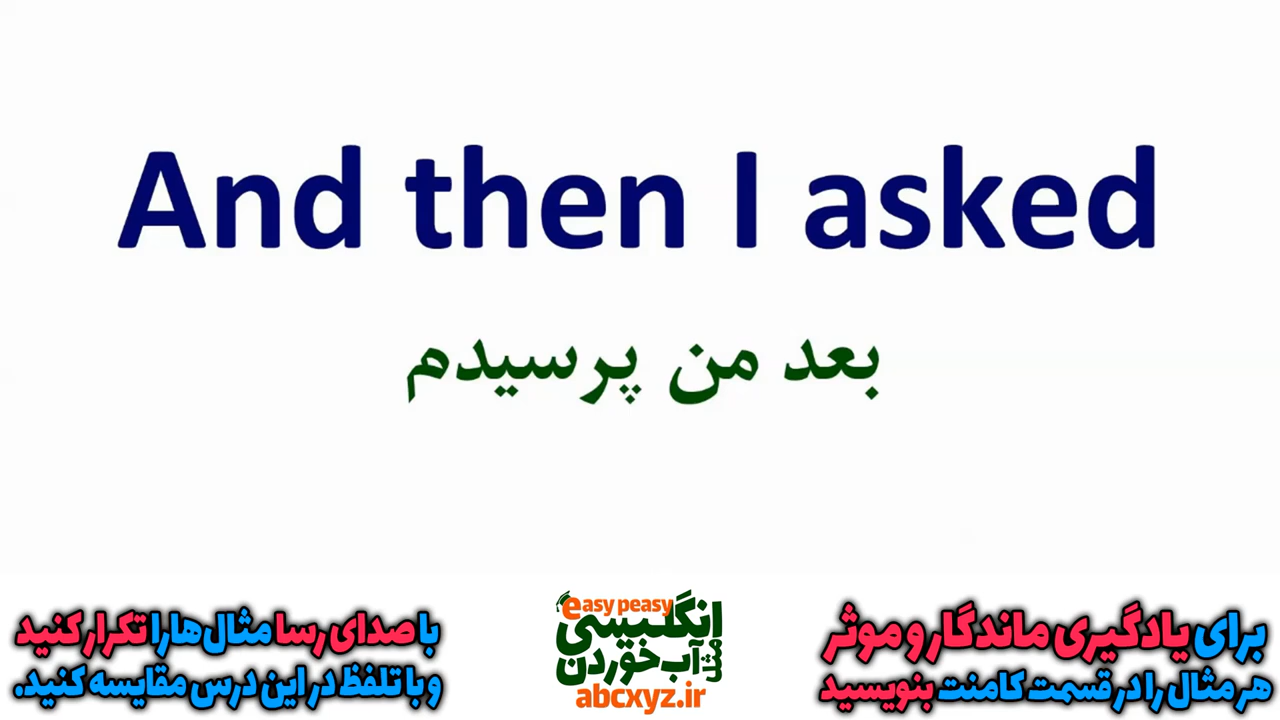 And then I asked
بعد من پرسیدم
برای یادگیری ماندگار و موثر
هر مثال را در قسمت کامنت بنویسید
easy peasy
انگلیسی
مثل آب خوردن
abcxyz.ir
با صدای رسا مثال‌ها را تکرار کنید
و با تلفظ در این درس مقایسه کنید.